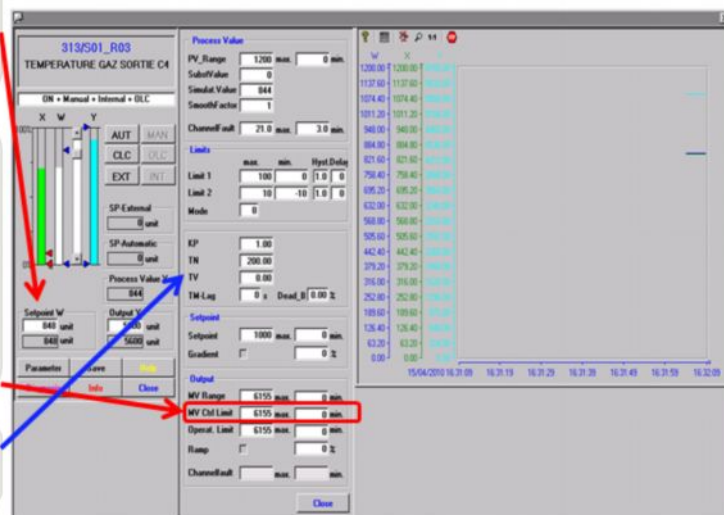 313/S01_R03
TEMPERATURE GAZ SORTIE C4
ON + Manual + Internal + OLC
X W Y
100%
AUT MAN
CLC OLC
EXT INT
SP-External
0 unit
SP-Automatic
0 unit
Process Value
844
Setpoint W
840 unit
840 unit
Output Y
unit
5600 unit
Parameter
Info Close
Process Value
PV_Range 1200 max. 0 min.
SubstValue 0
Simulat.Value 844
SmoothFactor 1
ChannelFault 21.0 max. 3.0 min.
Limits
max. min. Hyst. Delay
Limit 1 100 0 1.0 0
Limit 2 10 -10 1.0 0
Mode 0
KP 1.00
TN 200.00
TV 0.00
TM-Lag 0 s Dead_B 0.00 %
Setpoint
Setpoint 1000 max. 0 min.
Gradient 0 %
Output
MV Range 6155 max. 0 min.
MV Ctrl Limit 6155 max. 0 min.
Operat. Limit 6155 max. 0 min.
Ramp 0 %
Channelfault max. min.
Close
1:1
W X
1200.00 1200.00
1137.60 1137.60
1074.40 1074.40
1011.20 1011.20
948.00 948.00
884.80 884.80
821.60 821.60
758.40 758.40
695.20 695.20
632.00 632.00
568.80 568.80
505.60 505.60
442.40 442.40
379.20 379.20
316.00 316.00
252.80 252.80
189.60 189.60
126.40 126.40
63.20 63.20
0.00 0.00
15/04/2010 16.31.09 16.31.19 16.31.29 16.31.39 16.31.49 16.31.59 16.32.09